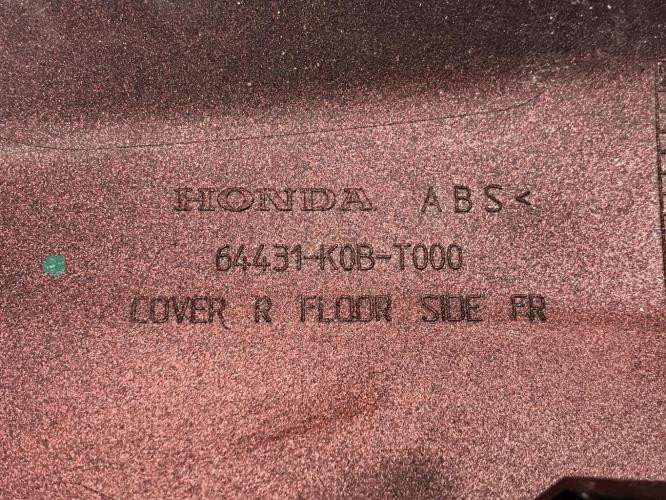 HONDA ABS<
64431-K0B-T000
COVER R FLOOR SIDE FR